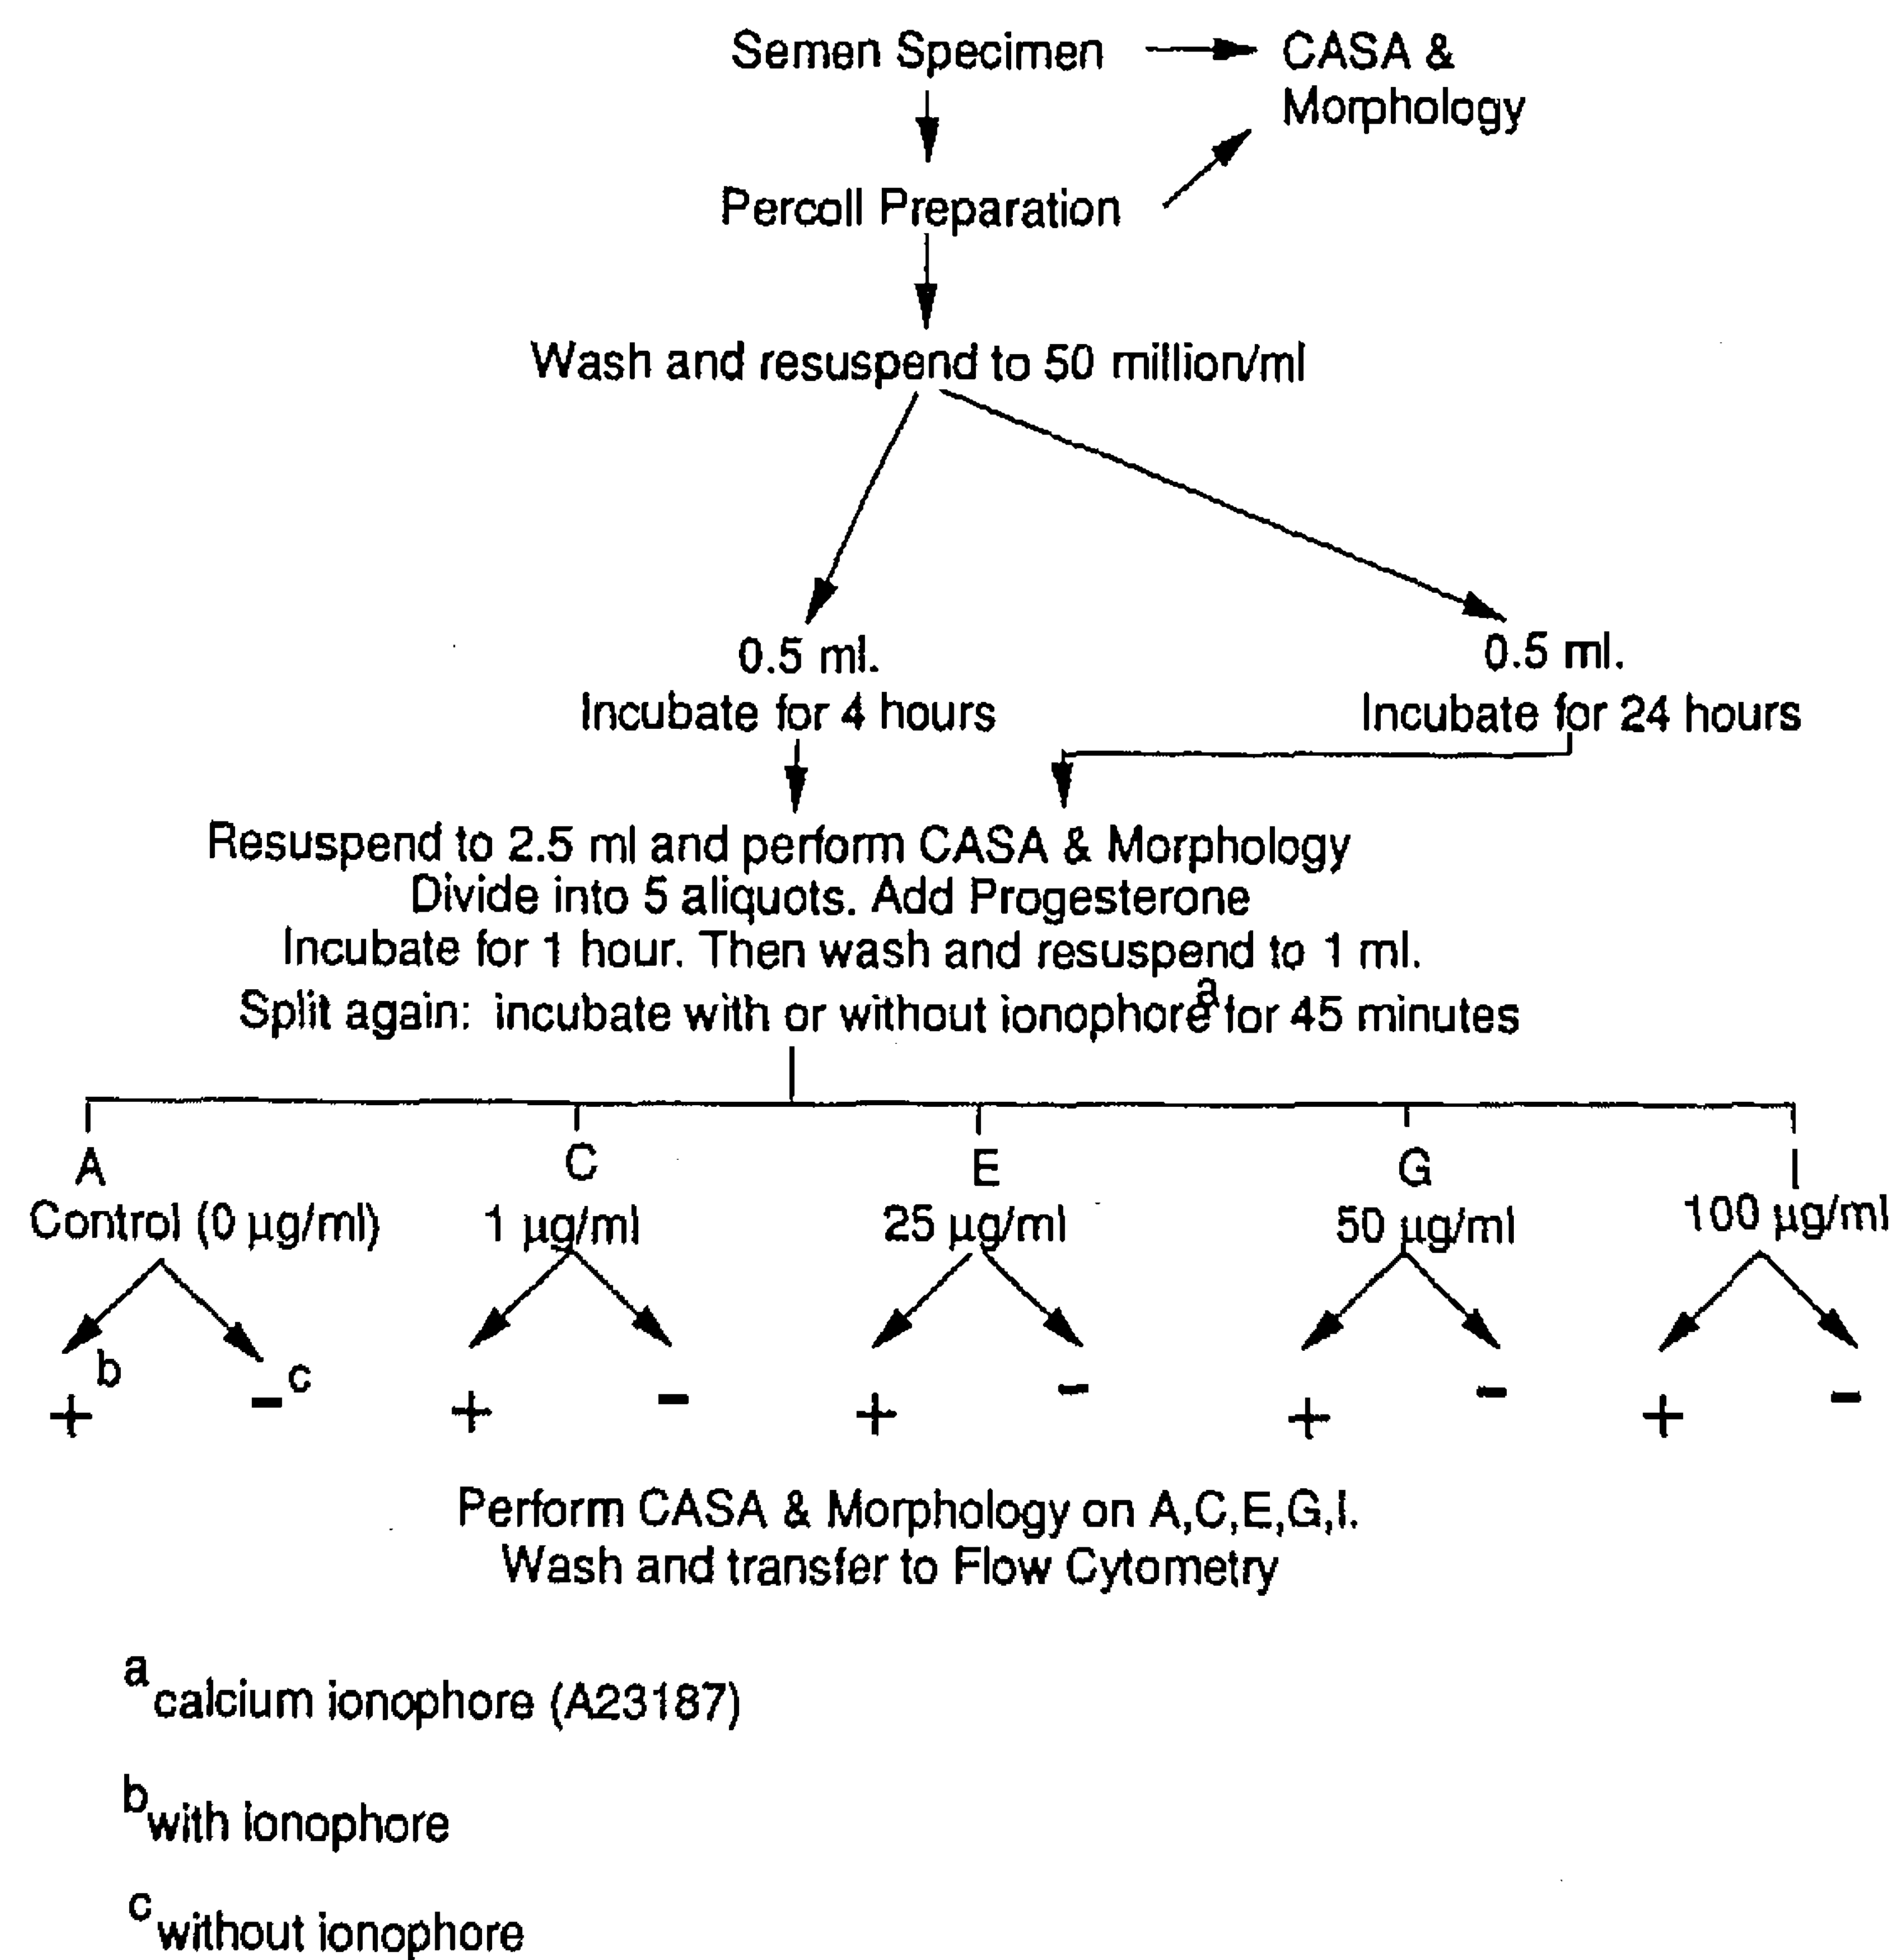 Semen Specimen
CASA &
Morphology
Percoll Preparation
Wash and resuspend to 50 million/ml
0.5 ml.
Incubate for 4 hours
0.5 ml.
Incubate for 24 hours
Resuspend to 2.5 ml and perform CASA & Morphology
Divide into 5 aliquots. Add Progesterone
Incubate for 1 hour. Then wash and resuspend to 1 ml.
Split again: incubate with or without ionophore a for 45 minutes
A C E G I
Control (0 µg/ml) 1 µg/ml 25 µg/ml 50 µg/ml 100 µg/ml
+ b - c + - + - + - + -
Perform CASA & Morphology on A,C,E,G,I.
Wash and transfer to Flow Cytometry
a calcium ionophore (A23187)
b with ionophore
c without ionophore